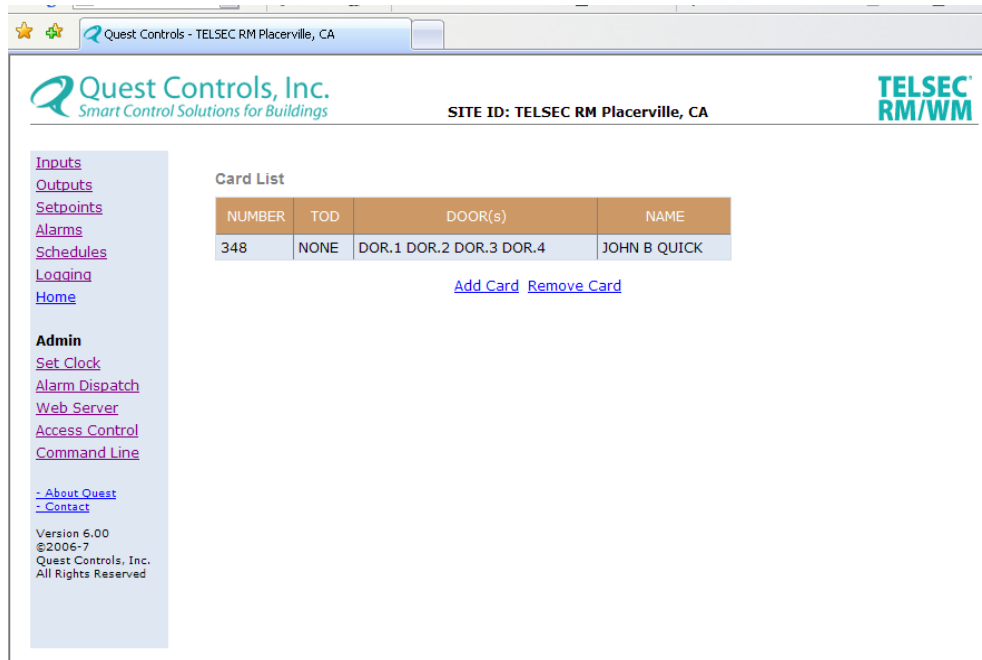 Quest Controls - TELSEC RM Placerville, CA
Quest Controls, Inc.
Smart Control Solutions for Buildings
SITE ID: TELSEC RM Placerville, CA
TELSEC
RM/WM
Inputs
Outputs
Setpoints
Alarms
Schedules
Logging
Home
Admin
Set Clock
Alarm Dispatch
Web Server
Access Control
Command Line
- About Quest
- Contact
Version 6.00
©2006-7
Quest Controls, Inc.
All Rights Reserved
Card List
NUMBER TOD DOOR(s) NAME
348 NONE DOR.1 DOR.2 DOR.3 DOR.4 JOHN B QUICK
Add Card Remove Card